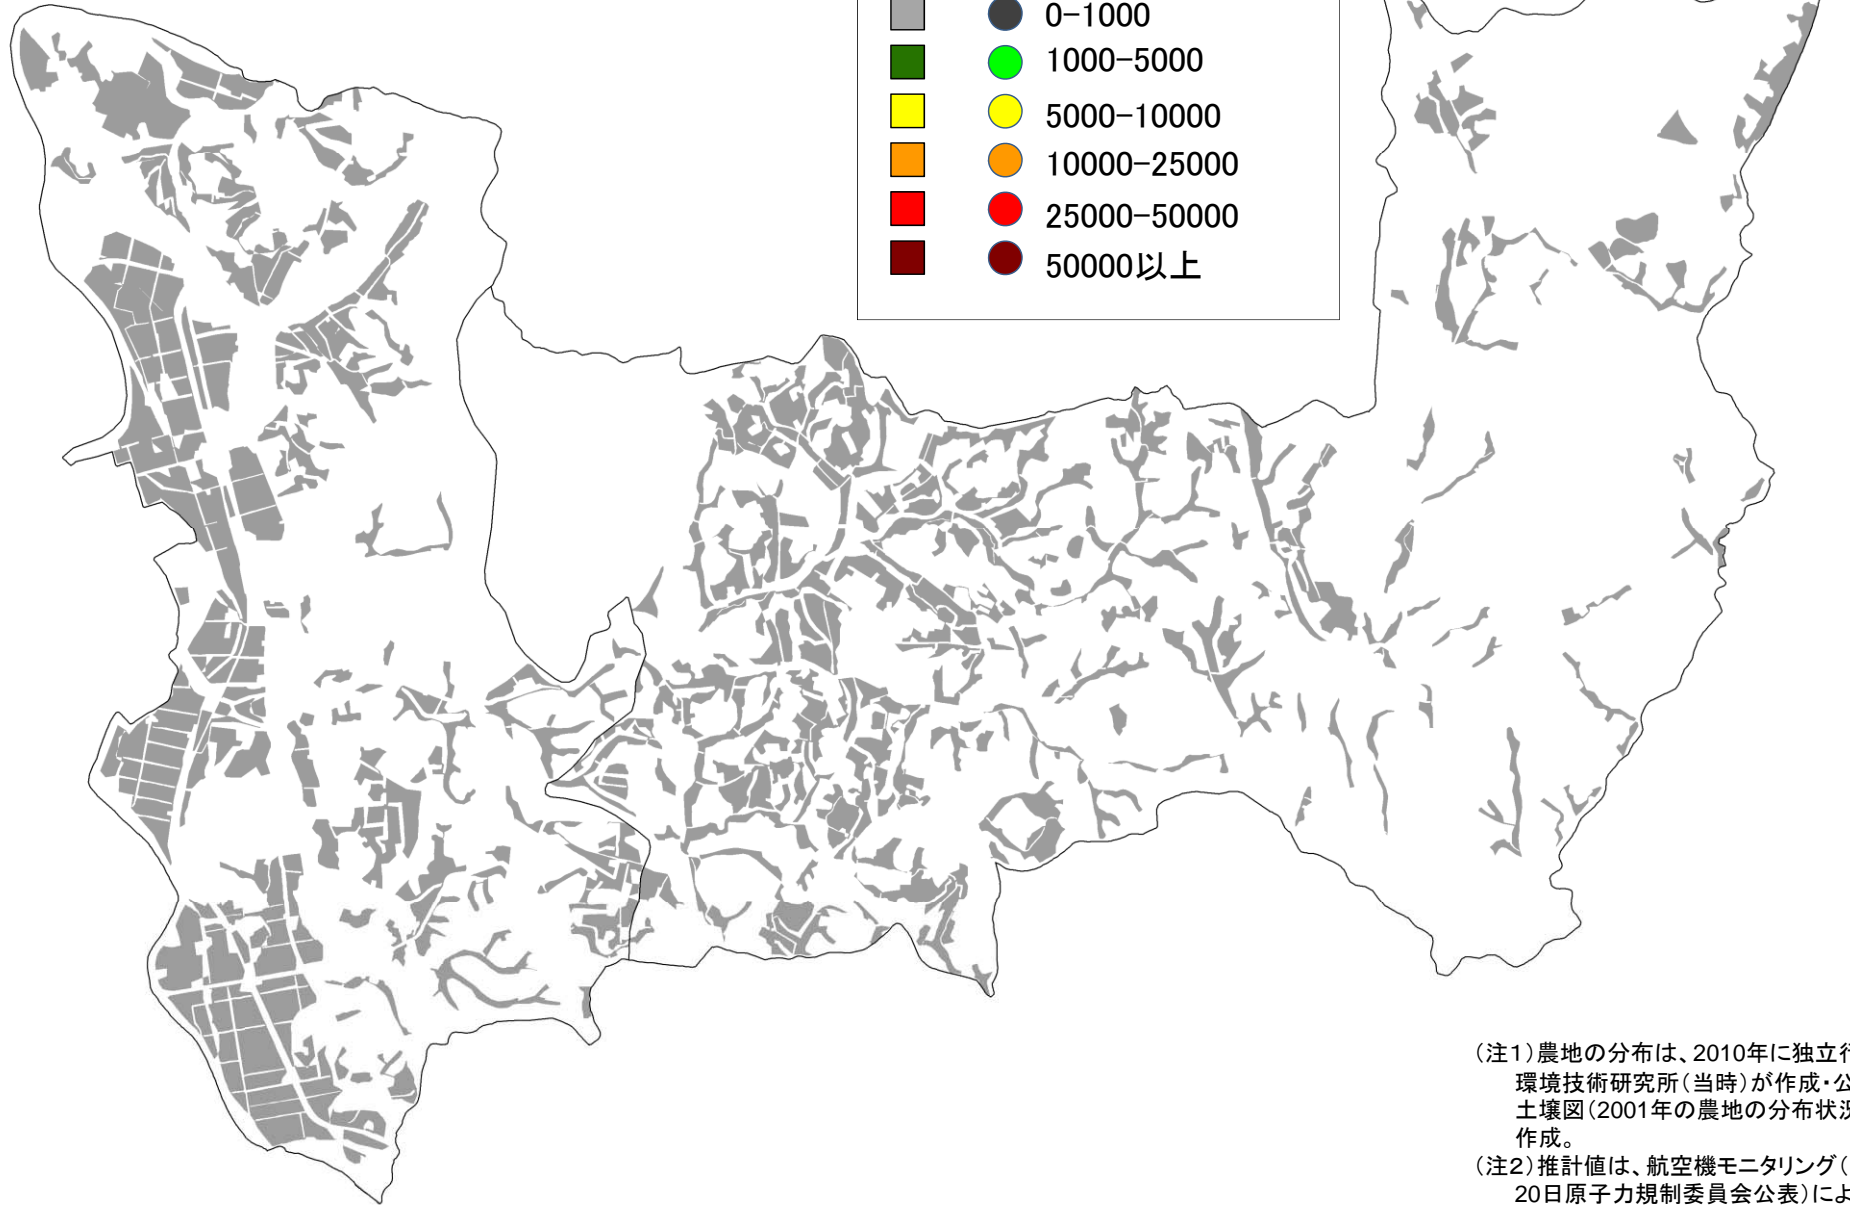 0-1000
1000-5000
5000-10000
10000-25000
25000-50000
50000以上
(注1)農地の分布は、2010年に独立行
環境技術研究所(当時)が作成・公
土壌図(2001年の農地の分布状況
作成。
(注2)推計値は、航空機モニタリング(
20日原子力規制委員会公表)によ